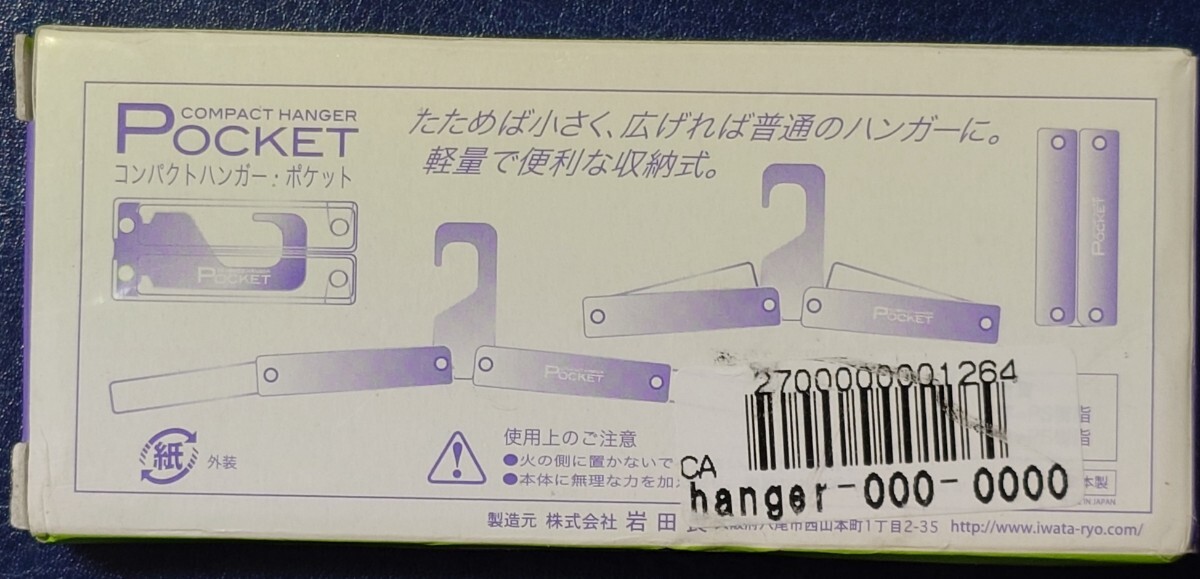 COMPACT HANGER
POCKET
コンパクトハンガー：ポケット
たためば小さく、広げれば普通のハンガーに。
軽量で便利な収納式。
POCKET
POCKET
POCKET
POCKET
2700000001264
CA
hanger-000-0000
紙 外装
使用上のご注意
●火の側に置かないで
●本体に無理な力を加
脂
脂
本製
IN JAPAN
製造元 株式会社 岩田 府八尾市西山本町1丁目2-35 http://www.iwata-ryo.com/